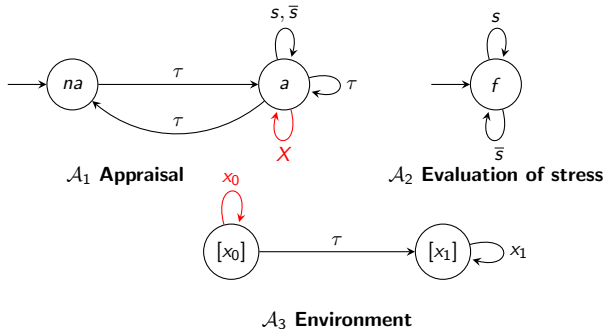 s, s̄ s
na τ a τ f
τ
X s̄
𝒜₁ Appraisal 𝒜₂ Evaluation of stress
x₀
[x₀] τ [x₁] x₁
𝒜₃ Environment